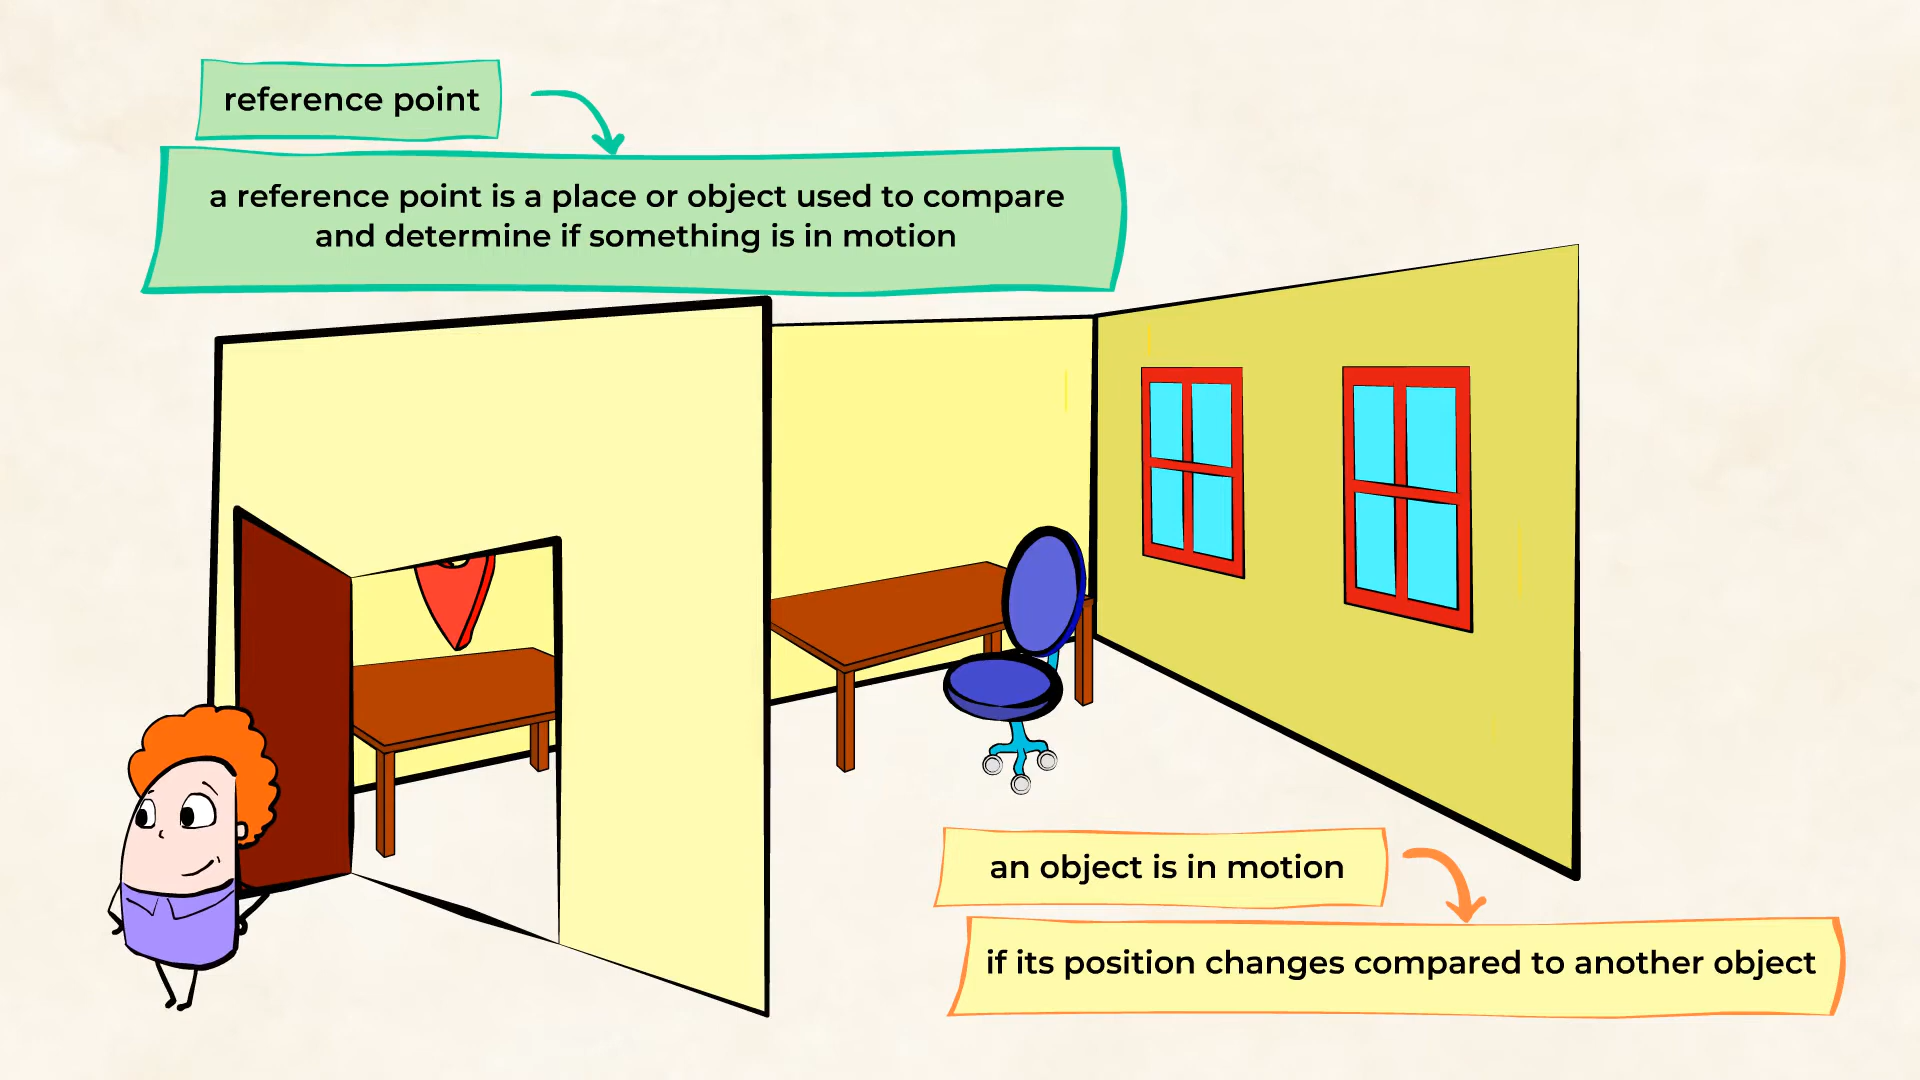 reference point
a reference point is a place or object used to compare
and determine if something is in motion
an object is in motion
if its position changes compared to another object